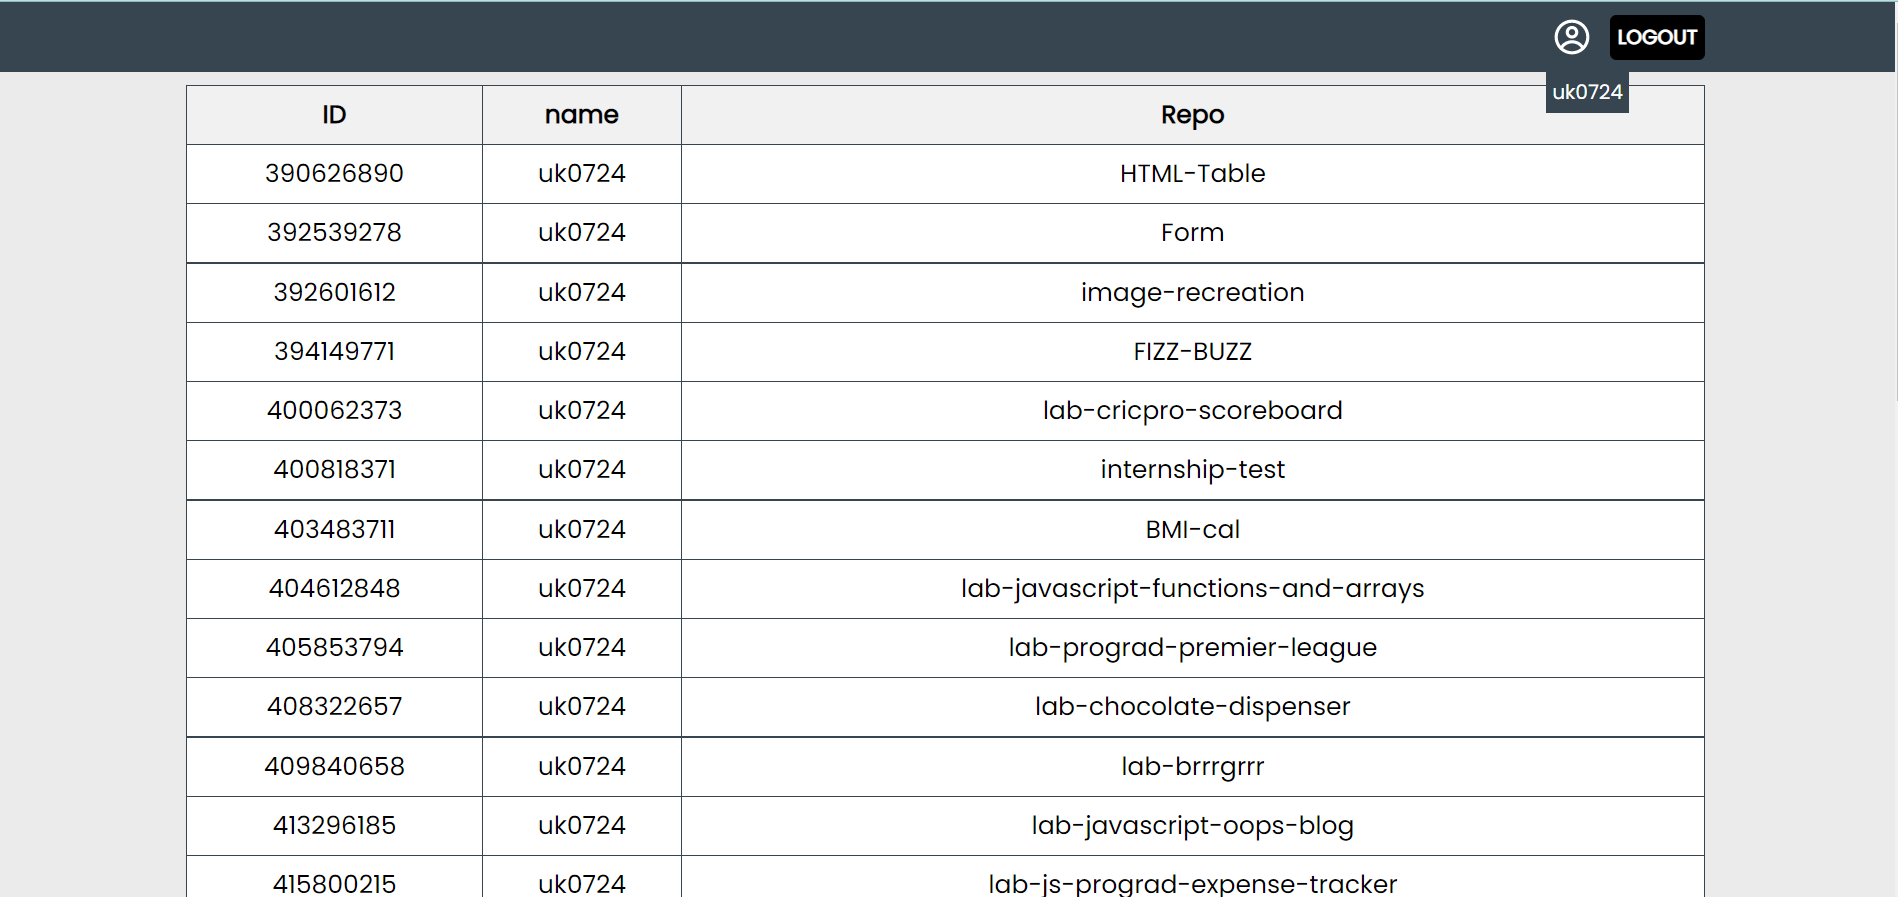 LOGOUT
uk0724
ID name Repo
390626890 uk0724 HTML-Table
392539278 uk0724 Form
392601612 uk0724 image-recreation
394149771 uk0724 FIZZ-BUZZ
400062373 uk0724 lab-cricpro-scoreboard
400818371 uk0724 internship-test
403483711 uk0724 BMI-cal
404612848 uk0724 lab-javascript-functions-and-arrays
405853794 uk0724 lab-prograd-premier-league
408322657 uk0724 lab-chocolate-dispenser
409840658 uk0724 lab-brrrgrrr
413296185 uk0724 lab-javascript-oops-blog
415800215 uk0724 lab-js-prograd-expense-tracker